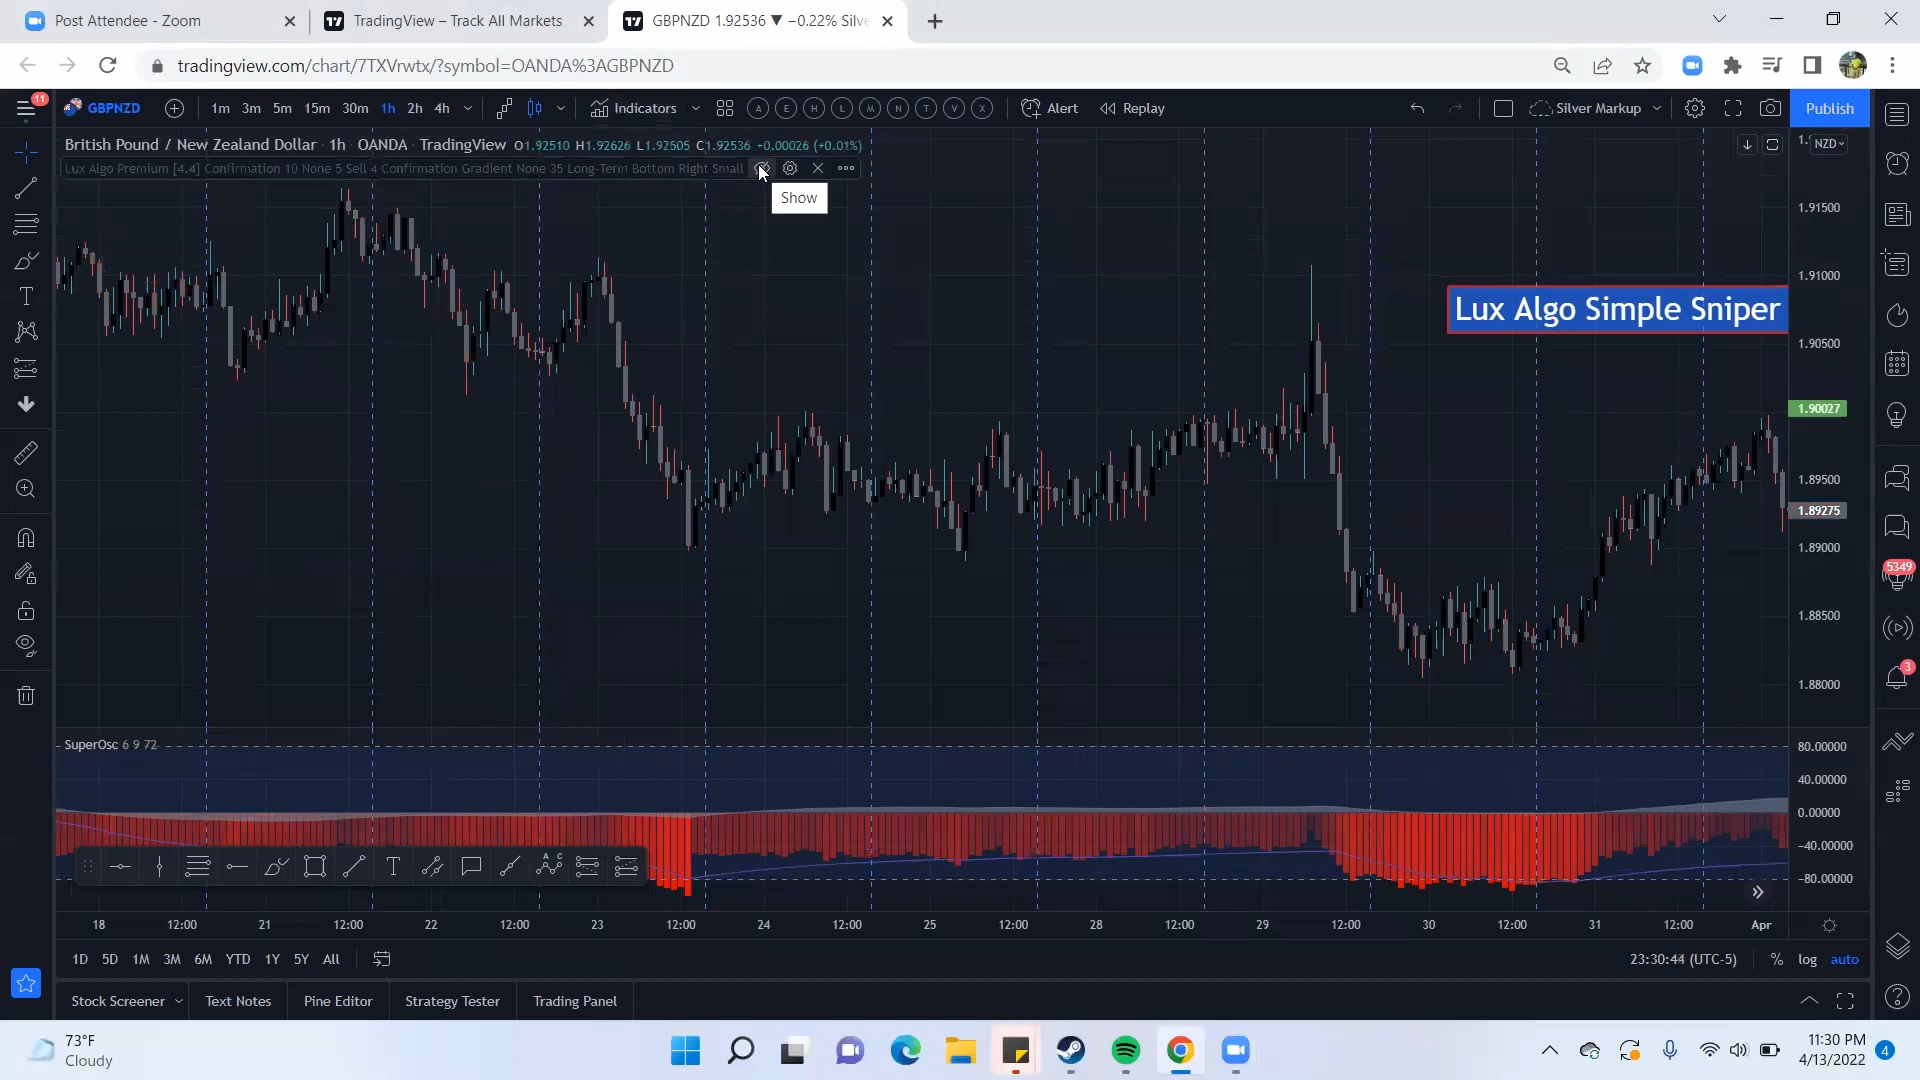 Post Attendee - Zoom
TradingView – Track All Markets
GBPNZD 1.92536 ▼ −0.22% Silve
tradingview.com/chart/7TXVrwtx/?symbol=OANDA%3AGBPNZD
11
GBPNZD
1m 3m 5m 15m 30m 1h 2h 4h
Indicators
A E H L M N T V X
Alert
Replay
Silver Markup
Publish
British Pound / New Zealand Dollar · 1h · OANDA · TradingView O1.92510 H1.92626 L1.92505 C1.92536 +0.00026 (+0.01%)
NZD
Lux Algo Premium [4.4] Confirmation 10 None 5 Sell 4 Confirmation Gradient None 35 Long-Term Bottom Right Small
Show
1.91500
1.91000
Lux Algo Simple Sniper
1.90500
1.90027
1.89500
1.89275
1.89000
5349
1.88500
3
1.88000
SuperOsc 6 9 72
80.00000
40.00000
0.00000
−40.00000
−80.00000
18 12:00 21 12:00 22 12:00 23 12:00 24 12:00 25 12:00 28 12:00 29 12:00 30 12:00 31 12:00 Apr
1D 5D 1M 3M 6M YTD 1Y 5Y All
23:30:44 (UTC-5)
% log auto
Stock Screener
Text Notes
Pine Editor
Strategy Tester
Trading Panel
73°F
Cloudy
11:30 PM
4/13/2022
4